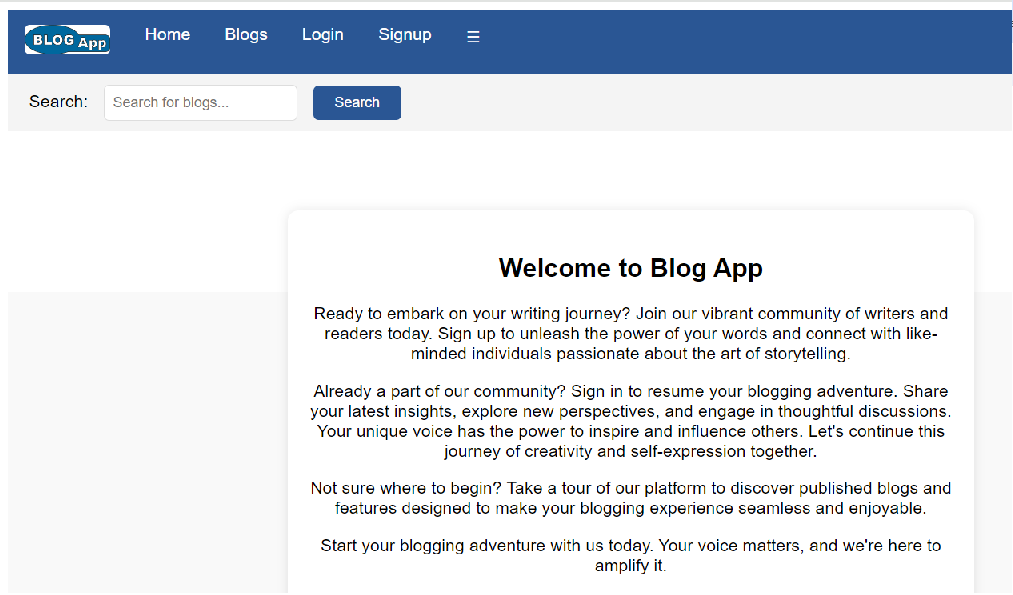 BLOG App Home Blogs Login Signup ☰
Search: Search for blogs... Search
Welcome to Blog App
Ready to embark on your writing journey? Join our vibrant community of writers and
readers today. Sign up to unleash the power of your words and connect with like-
minded individuals passionate about the art of storytelling.
Already a part of our community? Sign in to resume your blogging adventure. Share
your latest insights, explore new perspectives, and engage in thoughtful discussions.
Your unique voice has the power to inspire and influence others. Let's continue this
journey of creativity and self-expression together.
Not sure where to begin? Take a tour of our platform to discover published blogs and
features designed to make your blogging experience seamless and enjoyable.
Start your blogging adventure with us today. Your voice matters, and we're here to
amplify it.